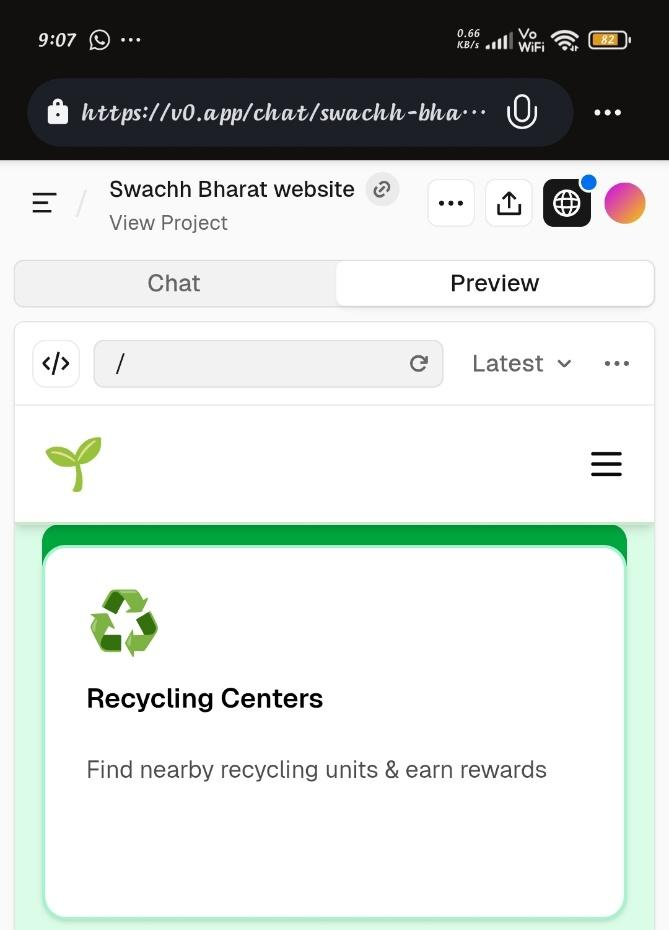 9:07
0.66 KB/s
Vo WiFi
82
https://v0.app/chat/swachh-bha...
/
Swachh Bharat website
View Project
Chat
Preview
/
Latest
Recycling Centers
Find nearby recycling units & earn rewards